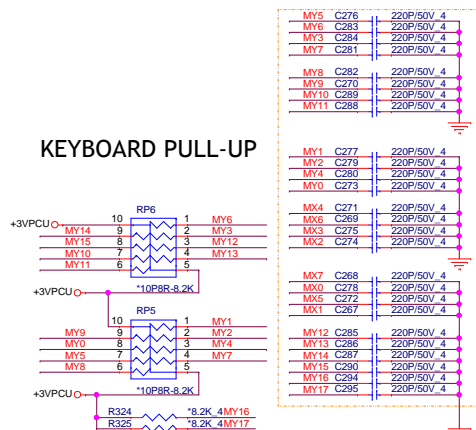 MY5 C276 220P/50V_4
MY6 C283 220P/50V_4
MY3 C284 220P/50V_4
MY7 C281 220P/50V_4
MY8 C282 220P/50V_4
MY9 C270 220P/50V_4
MY10 C289 220P/50V_4
MY11 C288 220P/50V_4
KEYBOARD PULL-UP
MY1 C277 220P/50V_4
MY2 C279 220P/50V_4
MY4 C280 220P/50V_4
MY0 C273 220P/50V_4
MX4 C271 220P/50V_4
MX6 C269 220P/50V_4
MX3 C275 220P/50V_4
MX2 C274 220P/50V_4
MX7 C268 220P/50V_4
MX0 C278 220P/50V_4
MX5 C272 220P/50V_4
MX1 C267 220P/50V_4
MY12 C285 220P/50V_4
MY13 C286 220P/50V_4
MY14 C287 220P/50V_4
MY15 C290 220P/50V_4
MY16 C294 220P/50V_4
MY17 C295 220P/50V_4
RP6
+3VPCU 10 1 MY6
MY14 9 2 MY3
MY15 8 3 MY12
MY10 7 4 MY13
MY11 6 5
*10P8R-8.2K
+3VPCU
RP5
10 1 MY1
MY9 9 2 MY2
MY0 8 3 MY4
MY5 7 4 MY7
MY8 6 5
*10P8R-8.2K
+3VPCU
R324 *8.2K_4 MY16
R325 *8.2K_4 MY17